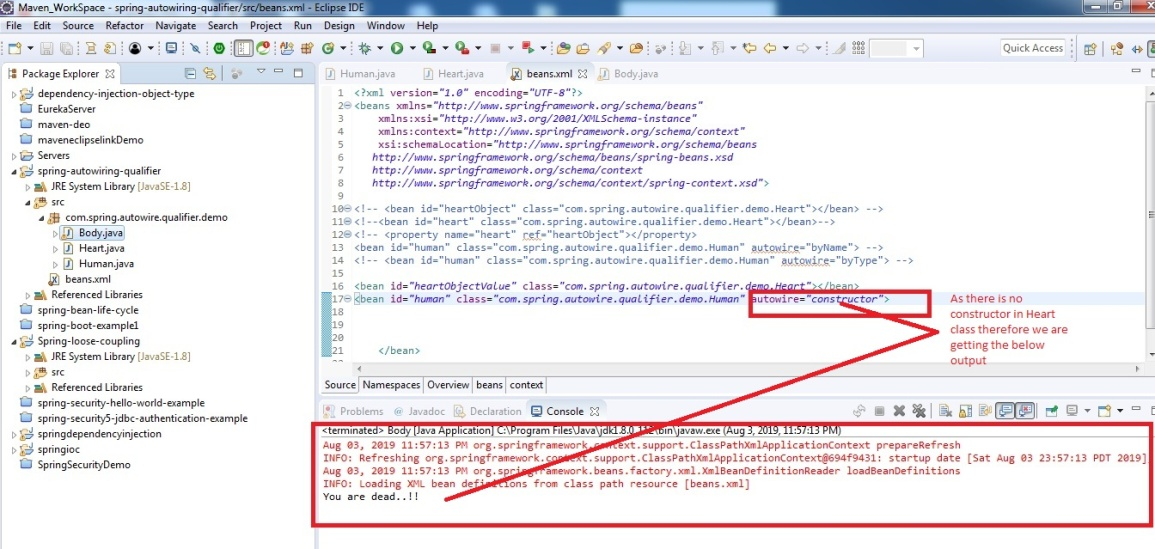 Maven_WorkSpace - spring-autowiring-qualifier/src/beans.xml - Eclipse IDE
File Edit Source Refactor Navigate Search Project Run Design Window Help
Quick Access
Package Explorer
dependency-injection-object-type
EurekaServer
maven-deo
maveneclipselinkDemo
Servers
spring-autowiring-qualifier
JRE System Library [JavaSE-1.8]
src
com.spring.autowire.qualifier.demo
Body.java
Heart.java
Human.java
beans.xml
Referenced Libraries
spring-bean-life-cycle
spring-boot-example1
Spring-loose-coupling
JRE System Library [JavaSE-1.8]
src
Referenced Libraries
spring-security-hello-world-example
spring-security5-jdbc-authentication-example
springdependencyinjection
springioc
SpringSecurityDemo
Human.java Heart.java beans.xml Body.java
1 <?xml version="1.0" encoding="UTF-8"?>
2 <beans xmlns="http://www.springframework.org/schema/beans"
3 xmlns:xsi="http://www.w3.org/2001/XMLSchema-instance"
4 xmlns:context="http://www.springframework.org/schema/context"
5 xsi:schemaLocation="http://www.springframework.org/schema/beans
6 http://www.springframework.org/schema/beans/spring-beans.xsd
7 http://www.springframework.org/schema/context
8 http://www.springframework.org/schema/context/spring-context.xsd">
9
10 <!-- <bean id="heartObject" class="com.spring.autowire.qualifier.demo.Heart"></bean> -->
11 <!--<bean id="heart" class="com.spring.autowire.qualifier.demo.Heart"></bean>-->
12 <!-- <property name="heart" ref="heartObject"></property>
13 <bean id="human" class="com.spring.autowire.qualifier.demo.Human" autowire="byName"> -->
14 <!-- <bean id="human" class="com.spring.autowire.qualifier.demo.Human" autowire="byType"> -->
15
16 <bean id="heartObjectValue" class="com.spring.autowire.qualifier.demo.Heart"></bean>
17 <bean id="human" class="com.spring.autowire.qualifier.demo.Human" autowire="constructor">
18
19
20
21 </bean>
As there is no
constructor in Heart
class therefore we are
getting the below
output
Source Namespaces Overview beans context
Problems @ Javadoc Declaration Console
<terminated> Body [Java Application] C:\Program Files\Java\jdk1.8.0_112\bin\javaw.exe (Aug 3, 2019, 11:57:13 PM)
Aug 03, 2019 11:57:13 PM org.springframework.context.support.ClassPathXmlApplicationContext prepareRefresh
INFO: Refreshing org.springframework.context.support.ClassPathXmlApplicationContext@694f9431: startup date [Sat Aug 03 23:57:13 PDT 2019]
Aug 03, 2019 11:57:13 PM org.springframework.beans.factory.xml.XmlBeanDefinitionReader loadBeanDefinitions
INFO: Loading XML bean definitions from class path resource [beans.xml]
You are dead..!!